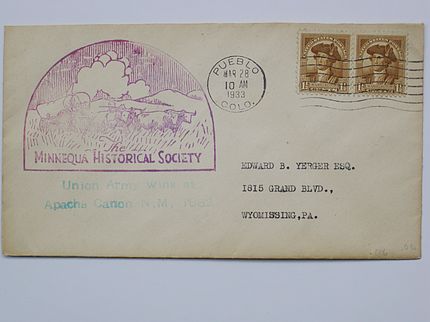 PUEBLO
MAR 28
10 AM
1933
COLO.
The
MINNEQUA HISTORICAL SOCIETY
Union Army wins at
Apache Canon N.M. 1862
EDWARD B. YERGER ESQ.
1815 GRAND BLVD.,
WYOMISSING,PA.